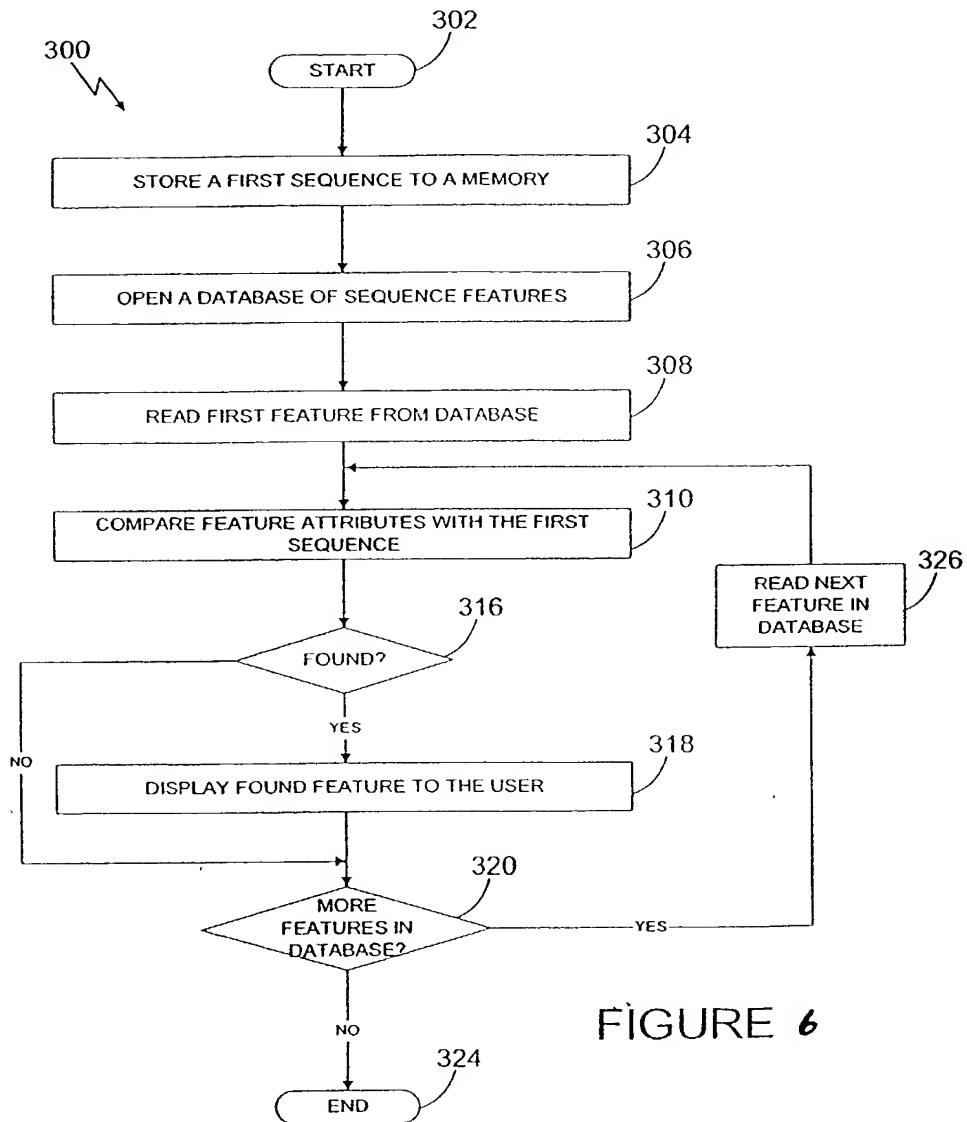 302
300
START
304
STORE A FIRST SEQUENCE TO A MEMORY
306
OPEN A DATABASE OF SEQUENCE FEATURES
308
READ FIRST FEATURE FROM DATABASE
310
COMPARE FEATURE ATTRIBUTES WITH THE FIRST
SEQUENCE
326
READ NEXT
FEATURE IN
DATABASE
316
FOUND?
YES
NO
318
DISPLAY FOUND FEATURE TO THE USER
320
MORE
FEATURES IN
DATABASE?
YES
NO
FIGURE 6
324
END